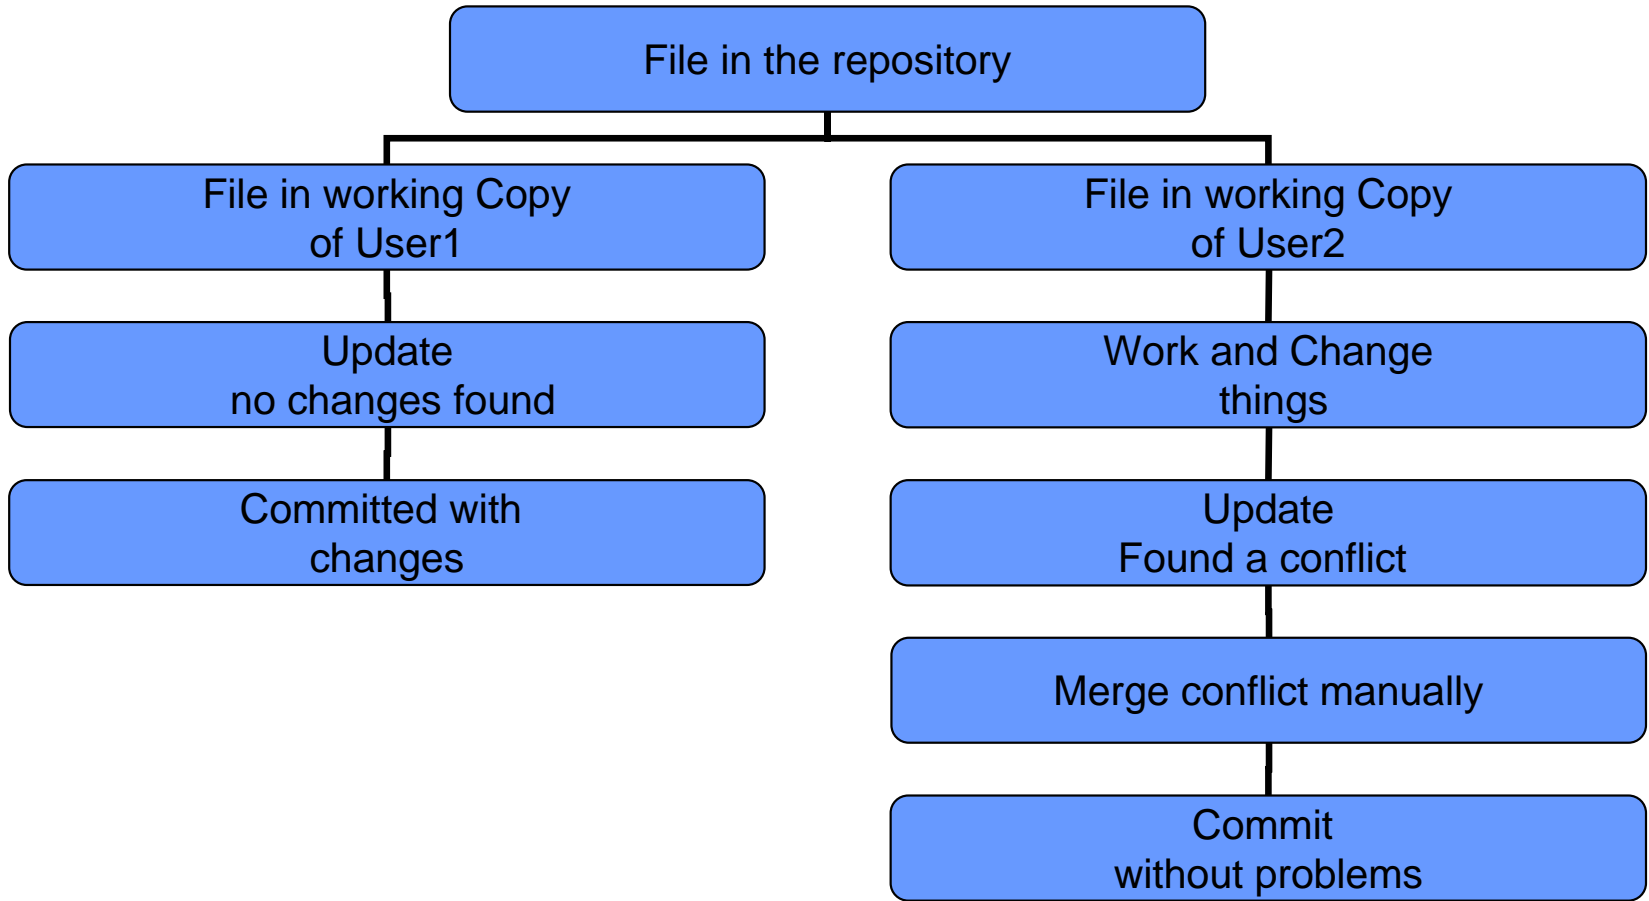 File in the repository
File in working Copy
of User1
Update
no changes found
Committed with
changes
File in working Copy
of User2
Work and Change
things
Update
Found a conflict
Merge conflict manually
Commit
without problems